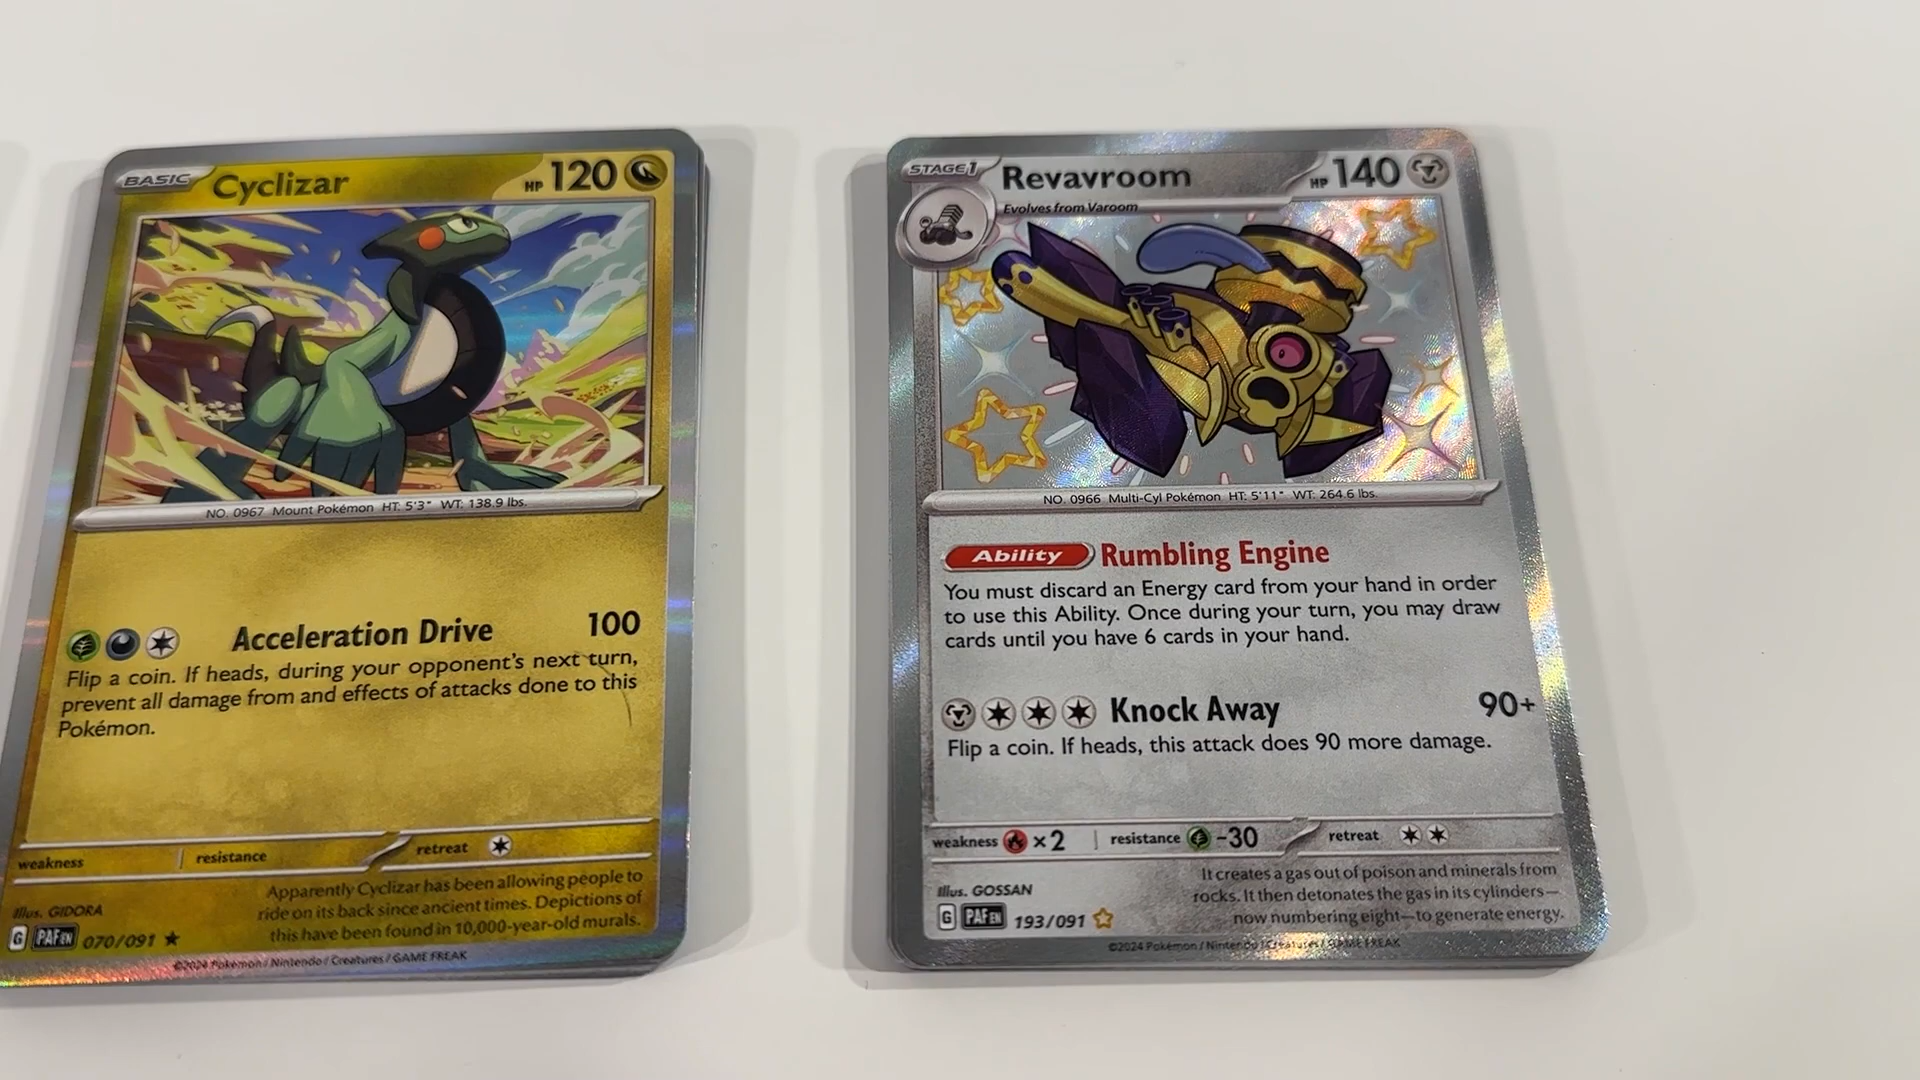 BASIC Cyclizar HP 120
NO. 0967 Mount Pokémon HT: 5'3" WT: 138.9 lbs.
Acceleration Drive 100
Flip a coin. If heads, during your opponent's next turn,
prevent all damage from and effects of attacks done to this
Pokémon.
weakness resistance retreat
Apparently Cyclizar has been allowing people to
ride on its back since ancient times. Depictions of
this have been found in 10,000-year-old murals.
Illus. GIDORA
G PAF EN 070/091
©2024 Pokémon / Nintendo / Creatures / GAME FREAK
STAGE 1 Revavroom HP 140
Evolves from Varoom
NO. 0966 Multi-Cyl Pokémon HT: 5'11" WT: 264.6 lbs.
Ability Rumbling Engine
You must discard an Energy card from your hand in order
to use this Ability. Once during your turn, you may draw
cards until you have 6 cards in your hand.
Knock Away 90+
Flip a coin. If heads, this attack does 90 more damage.
weakness ×2 resistance -30 retreat
It creates a gas out of poison and minerals from
rocks. It then detonates the gas in its cylinders—
now numbering eight—to generate energy.
Illus. GOSSAN
G PAF EN 193/091
©2024 Pokémon / Nintendo / Creatures / GAME FREAK